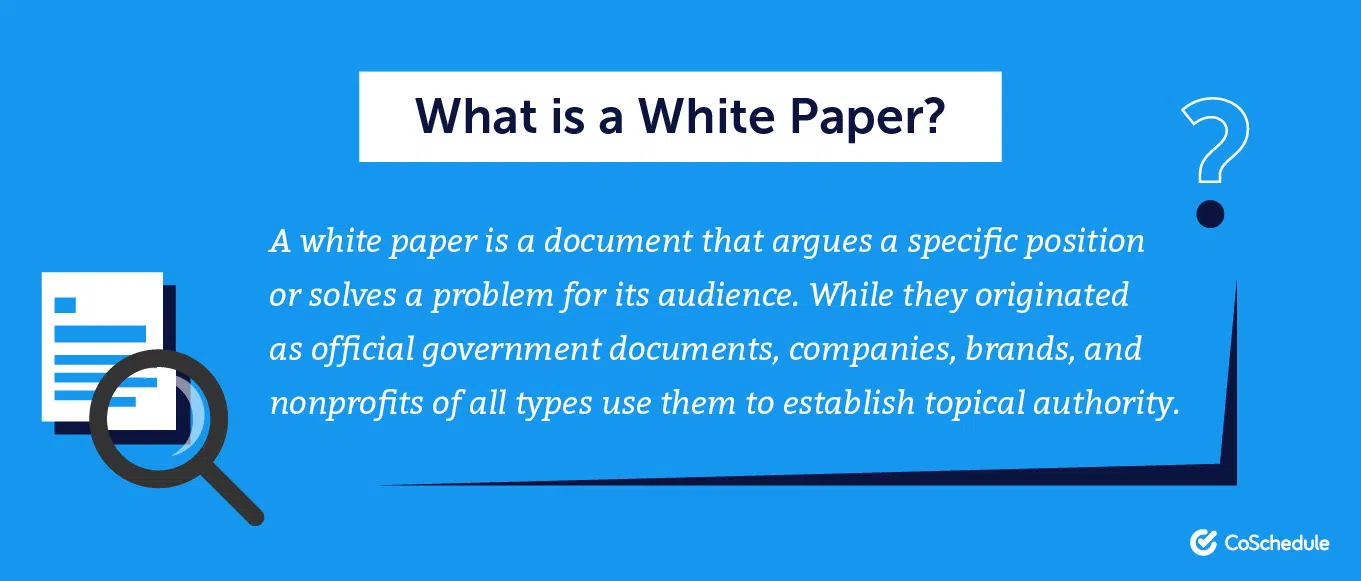 What is a White Paper?
?
A white paper is a document that argues a specific position
or solves a problem for its audience. While they originated
as official government documents, companies, brands, and
nonprofits of all types use them to establish topical authority.
CoSchedule